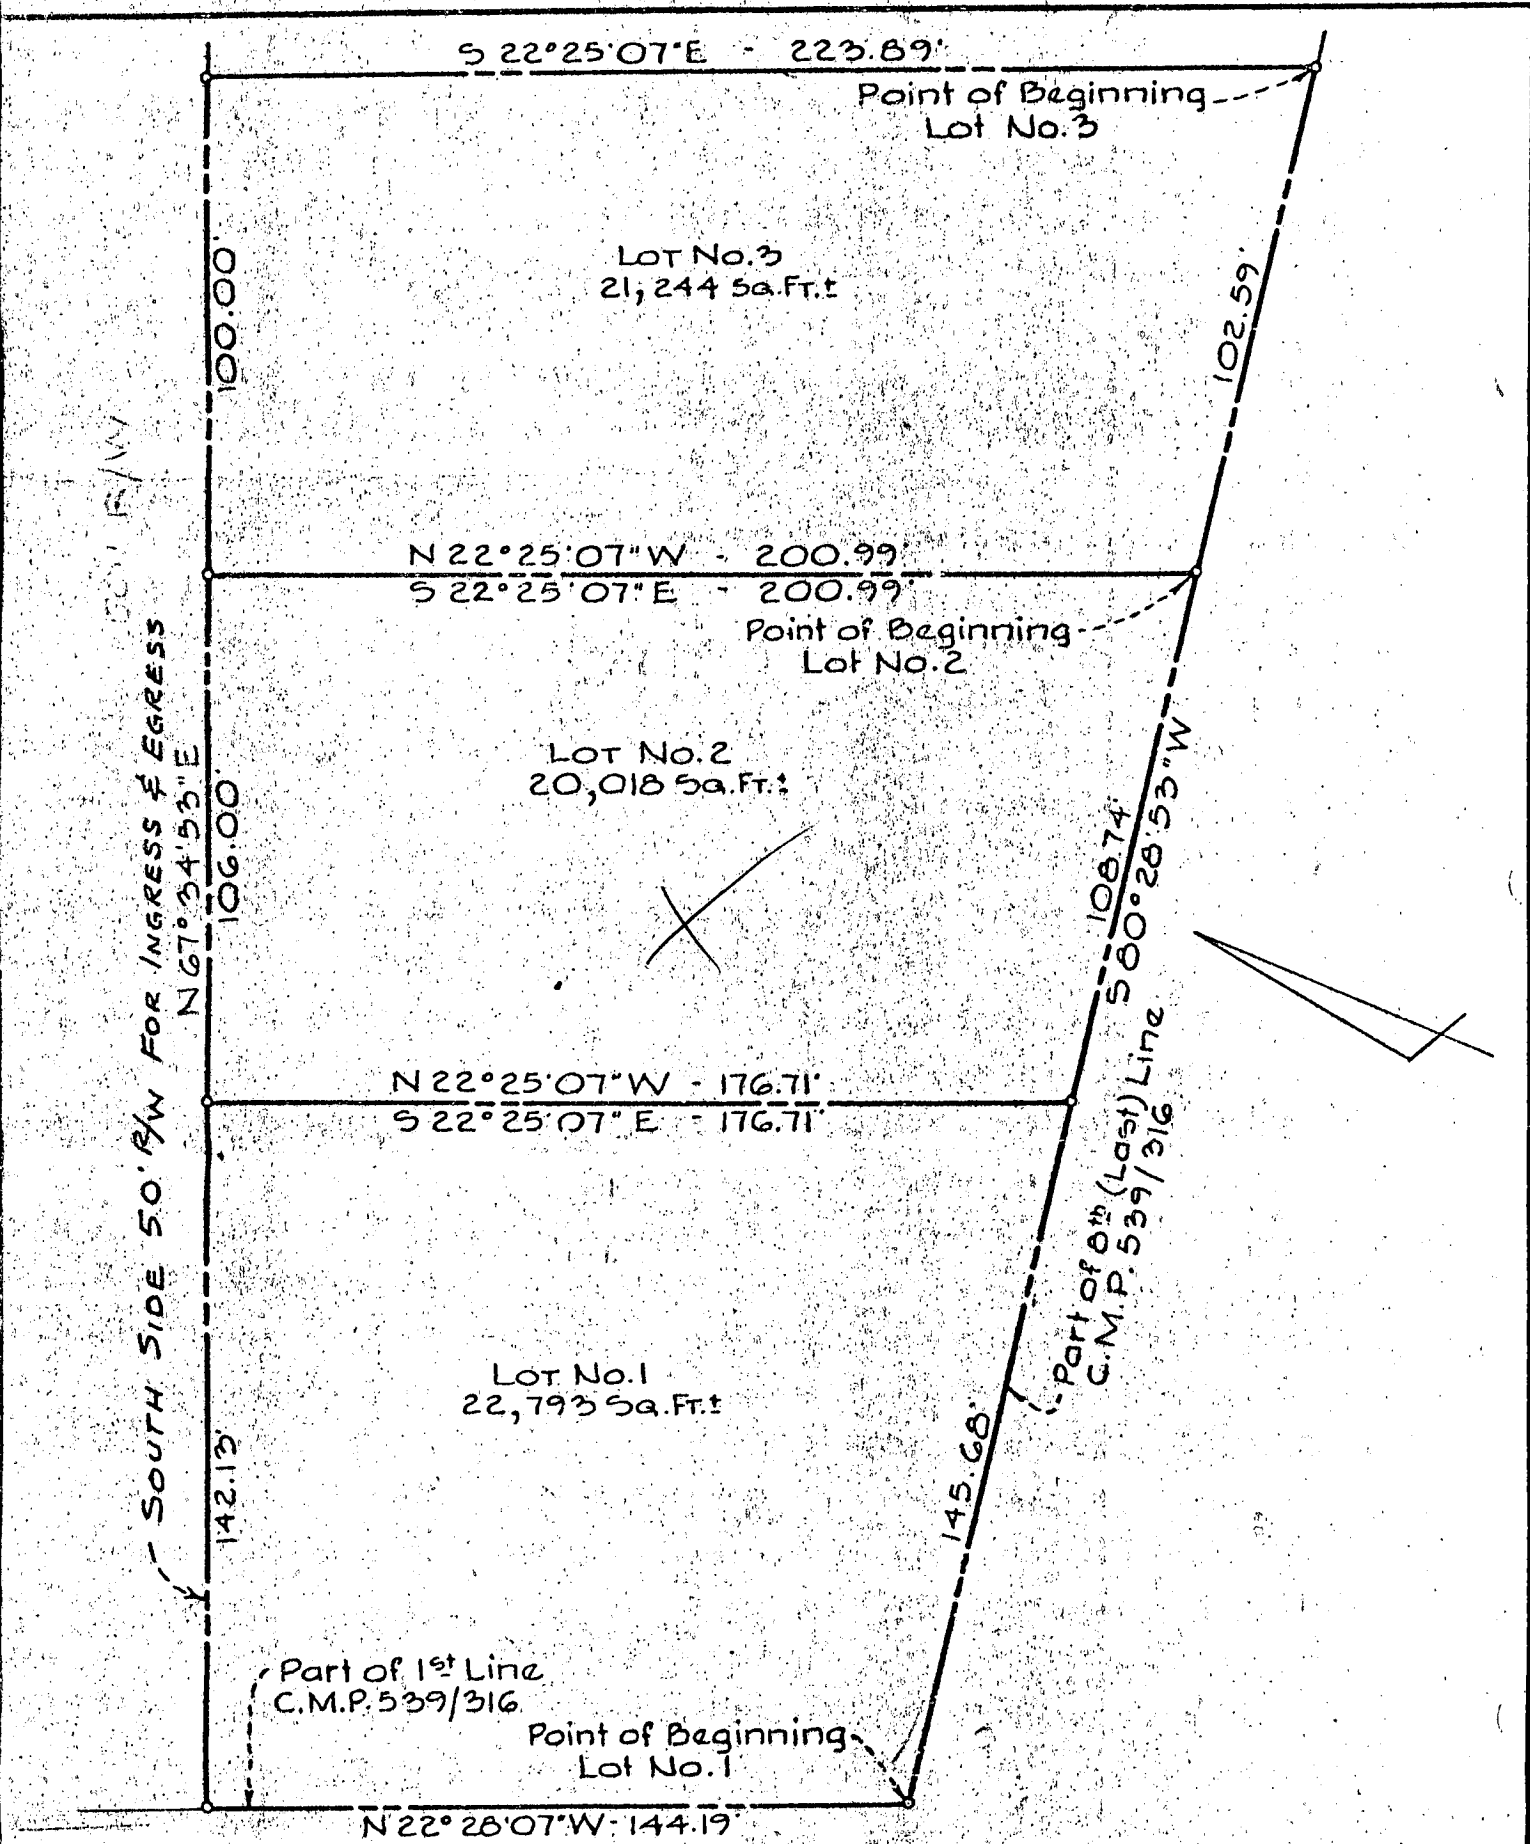 S 22°25'07"E - 223.89'
Point of Beginning
Lot No.3
LOT No.3
21,244 SQ.FT.±
100.00'
102.59'
R/W
N 22°25'07"W - 200.99'
S 22°25'07"E - 200.99'
Point of Beginning
Lot No.2
LOT No.2
20,018 SQ.FT.±
SOUTH SIDE 50' R/W FOR INGRESS & EGRESS
N 67°34'53"E
106.00'
108.74'
S 80°28'53"W
N 22°25'07"W - 176.71'
S 22°25'07"E - 176.71'
Part of 8th (Last) Line
C.M.P. 539/316
LOT No.1
22,793 SQ.FT.±
142.13'
145.68'
Part of 1st Line
C.M.P. 539/316
Point of Beginning
Lot No.1
N 22°28'07"W - 144.19'